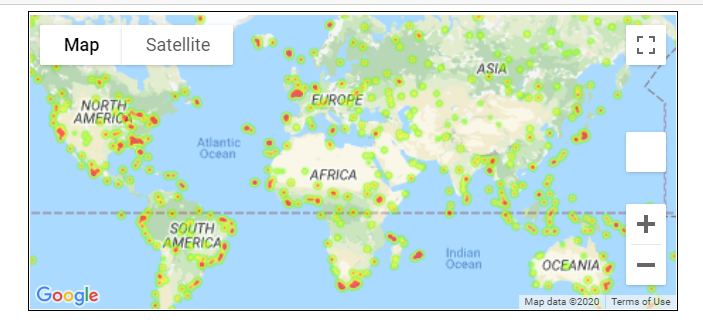 Map Satellite
ASIA
NORTH
AMERIC
EUROPE
Atlantic
Ocean
AFRICA
SOUTH
AMERICA
Indian
Ocean
OCEANIA
Google
Map data ©2020 Terms of Use